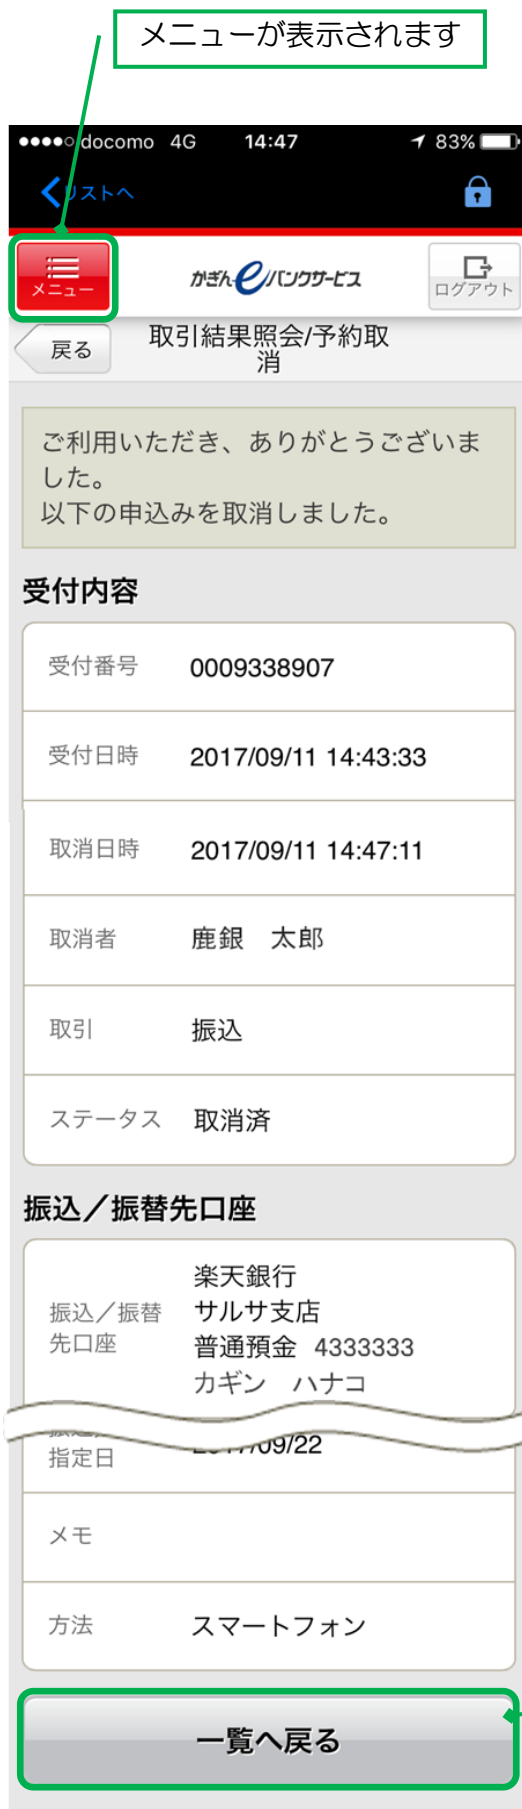 メニューが表示されます
docomo 4G 14:47 83%
リストへ
メニュー
かぎんeバンクサービス
ログアウト
戻る
取引結果照会/予約取
消
ご利用いただき、ありがとうございま
した。
以下の申込みを取消しました。
受付内容
受付番号 0009338907
受付日時 2017/09/11 14:43:33
取消日時 2017/09/11 14:47:11
取消者 鹿銀 太郎
取引 振込
ステータス 取消済
振込／振替先口座
振込／振替
先口座
楽天銀行
サルサ支店
普通預金 4333333
カギン ハナコ
指定日 2017/09/22
メモ
方法 スマートフォン
一覧へ戻る